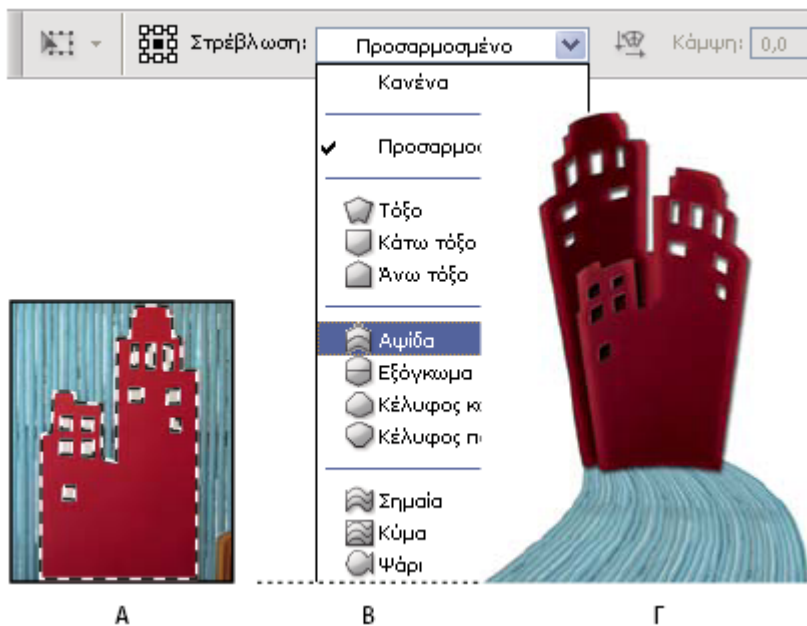 Στρέβλωση: Προσαρμοσμένο Κάμψη: 0,0
Κανένα
Προσαρμοσ
Τόξο
Κάτω τόξο
Άνω τόξο
Αψίδα
Εξόγκωμα
Κέλυφος κα
Κέλυφος π
Σημαία
Κύμα
Ψάρι
Α Β Γ